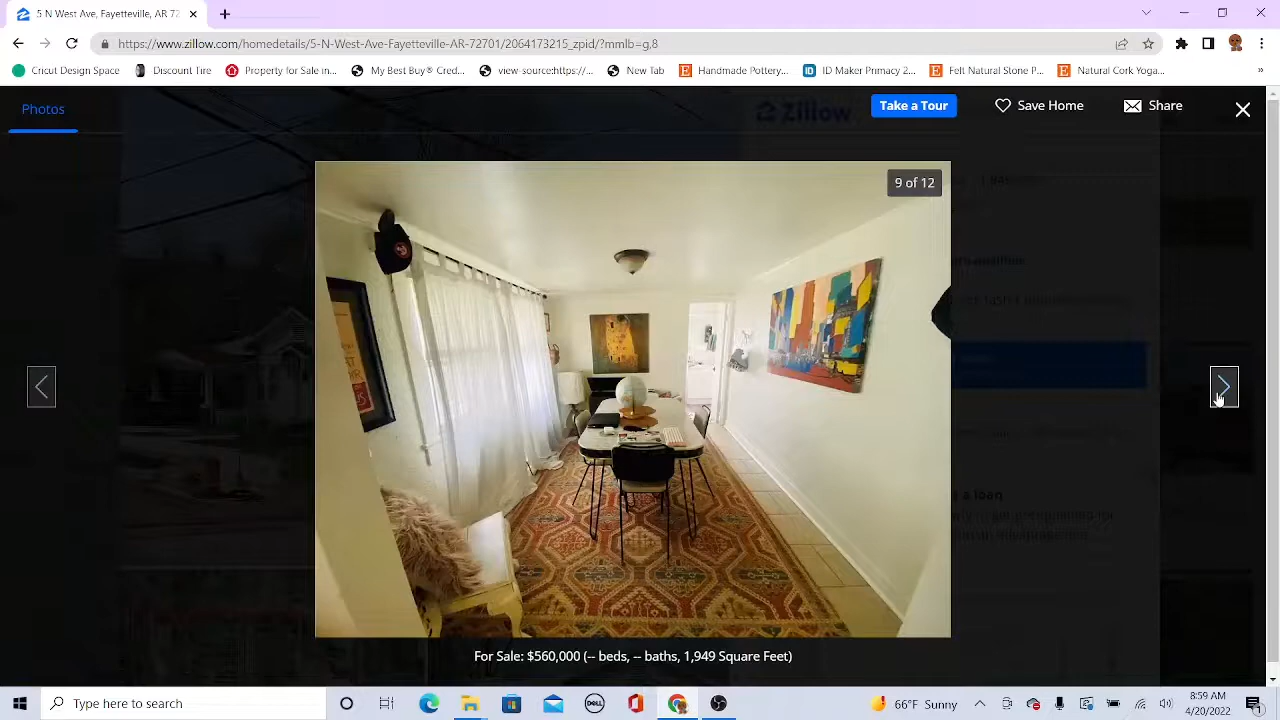 5 N West Ave, Fayetteville, AR 72
https://www.zillow.com/homedetails/5-N-West-Ave-Fayetteville-AR-72701/2064173215_zpid/?mmlb=g,8
Cricut Design Space
Discount Tire
Property for Sale in...
My Best Buy® Cred...
view source:https://...
New Tab
Handmade Pottery...
ID Maker Primacy 2...
Felt Natural Stone P...
Natural Cork Yoga...
»
Photos
Zillow
Take a Tour
Save Home
Share
9 of 12
For Sale: $560,000 (-- beds, -- baths, 1,949 Square Feet)
Type here to search
DELL
66°F Sunny
8:59 AM
4/20/2022